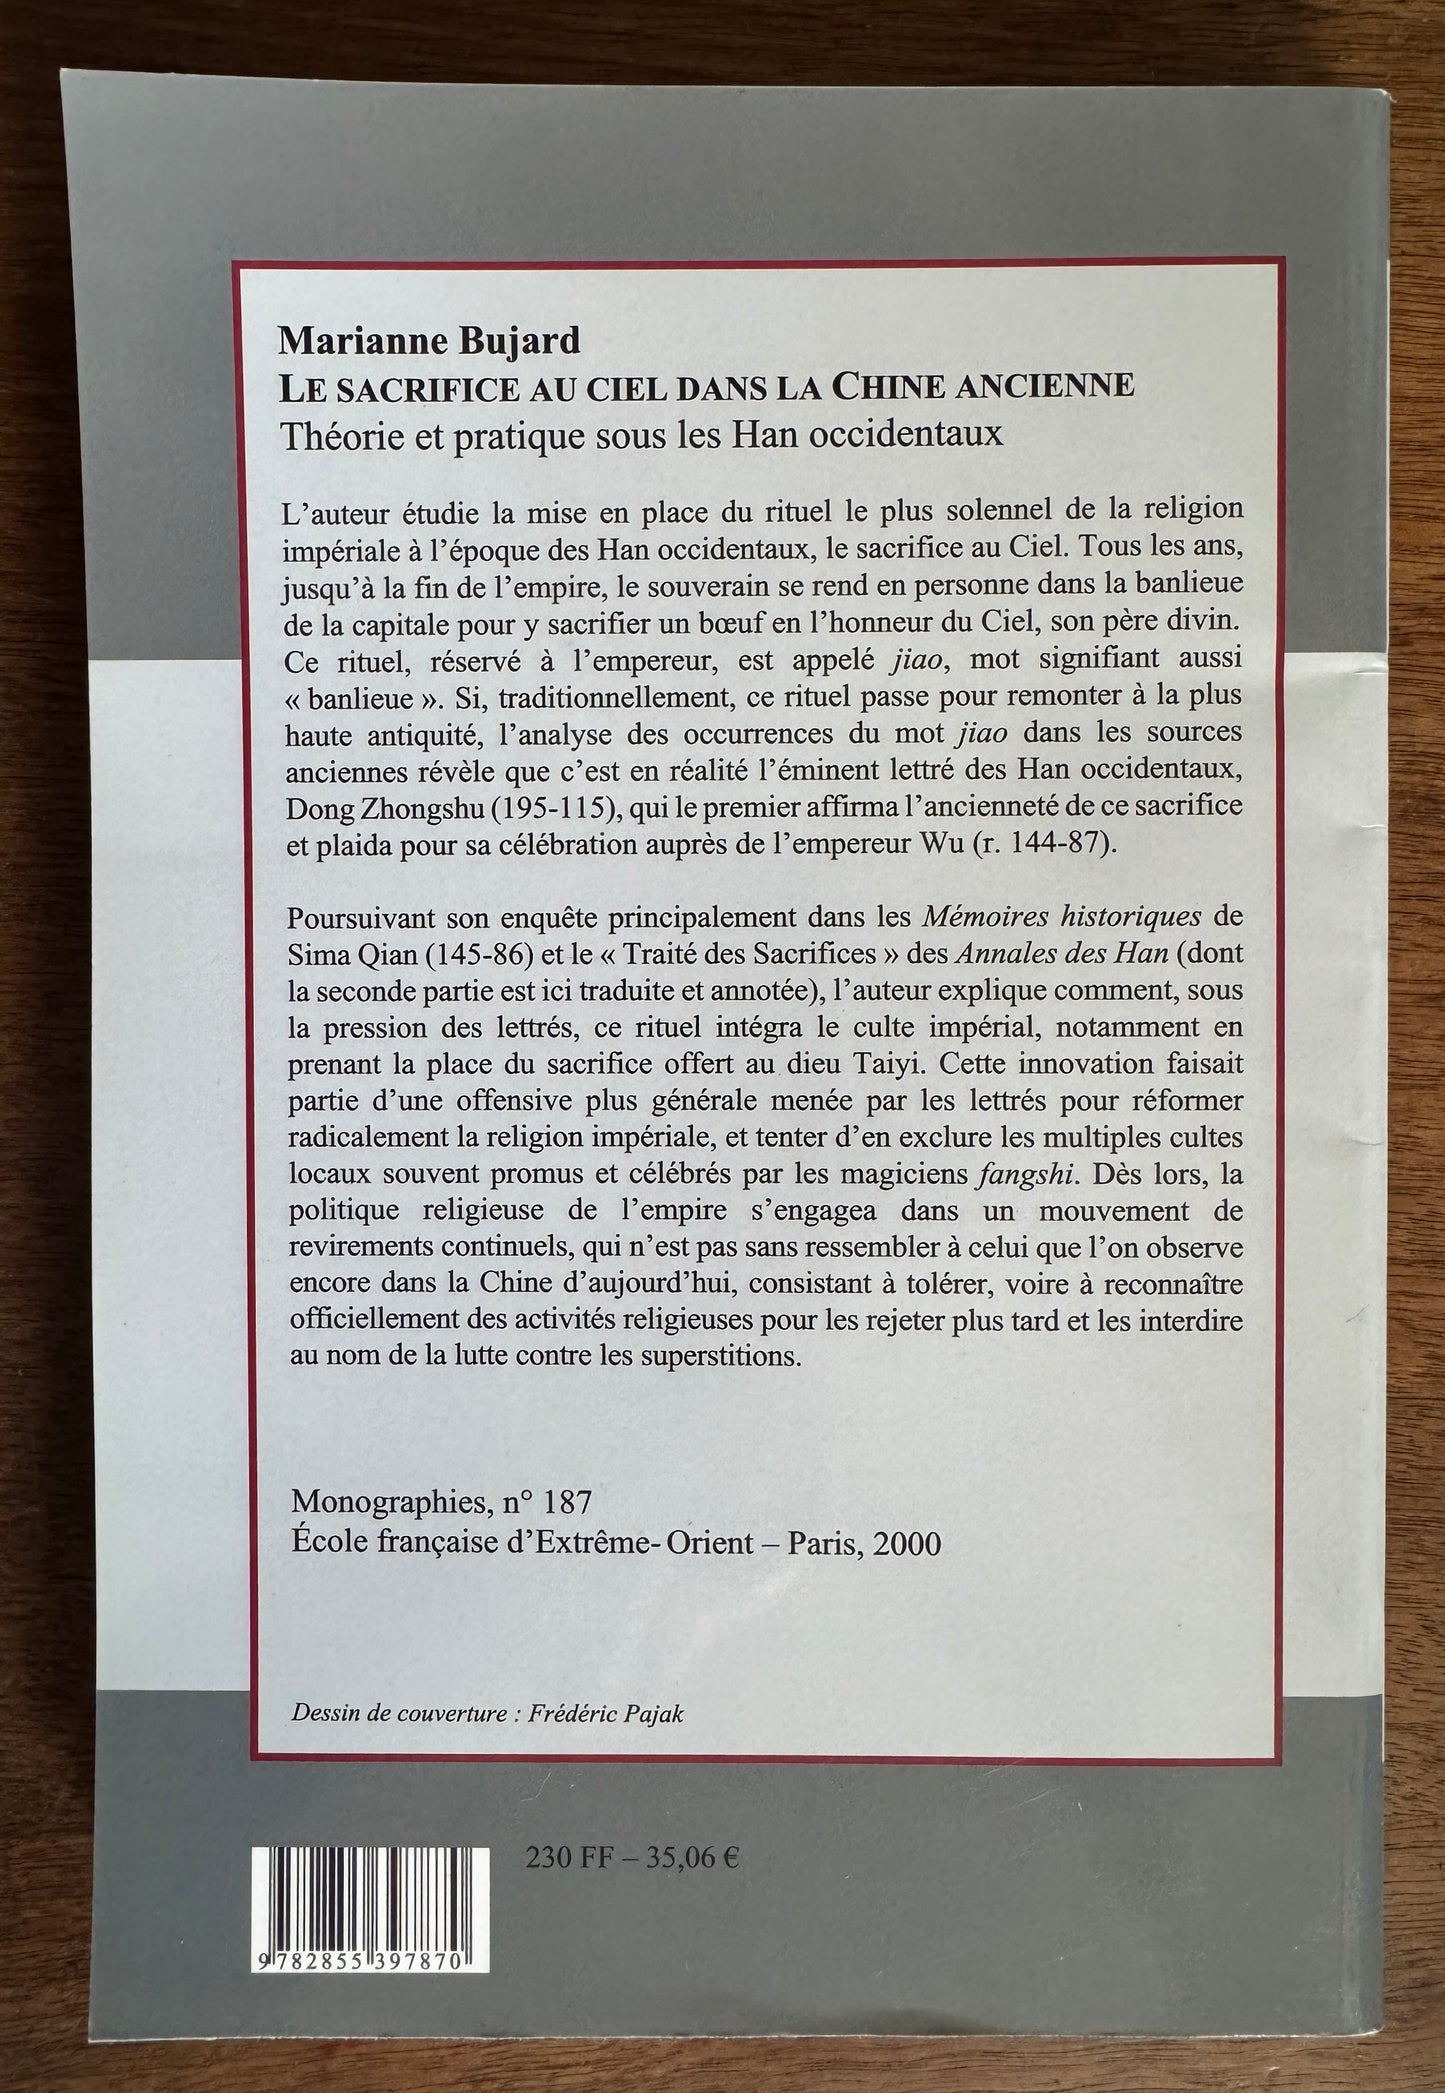 Marianne Bujard
LE SACRIFICE AU CIEL DANS LA CHINE ANCIENNE
Théorie et pratique sous les Han occidentaux
L'auteur étudie la mise en place du rituel le plus solennel de la religion
impériale à l'époque des Han occidentaux, le sacrifice au Ciel. Tous les ans,
jusqu'à la fin de l'empire, le souverain se rend en personne dans la banlieue
de la capitale pour y sacrifier un bœuf en l'honneur du Ciel, son père divin.
Ce rituel, réservé à l'empereur, est appelé jiao, mot signifiant aussi
« banlieue ». Si, traditionnellement, ce rituel passe pour remonter à la plus
haute antiquité, l'analyse des occurrences du mot jiao dans les sources
anciennes révèle que c'est en réalité l'éminent lettré des Han occidentaux,
Dong Zhongshu (195-115), qui le premier affirma l'ancienneté de ce sacrifice
et plaida pour sa célébration auprès de l'empereur Wu (r. 144-87).
Poursuivant son enquête principalement dans les Mémoires historiques de
Sima Qian (145-86) et le « Traité des Sacrifices » des Annales des Han (dont
la seconde partie est ici traduite et annotée), l'auteur explique comment, sous
la pression des lettrés, ce rituel intégra le culte impérial, notamment en
prenant la place du sacrifice offert au dieu Taiyi. Cette innovation faisait
partie d'une offensive plus générale menée par les lettrés pour réformer
radicalement la religion impériale, et tenter d'en exclure les multiples cultes
locaux souvent promus et célébrés par les magiciens fangshi. Dès lors, la
politique religieuse de l'empire s'engagea dans un mouvement de
revirements continuels, qui n'est pas sans ressembler à celui que l'on observe
encore dans la Chine d'aujourd'hui, consistant à tolérer, voire à reconnaître
officiellement des activités religieuses pour les rejeter plus tard et les interdire
au nom de la lutte contre les superstitions.
Monographies, n° 187
École française d'Extrême-Orient – Paris, 2000
Dessin de couverture : Frédéric Pajak
230 FF – 35,06 €
9 782855 397870